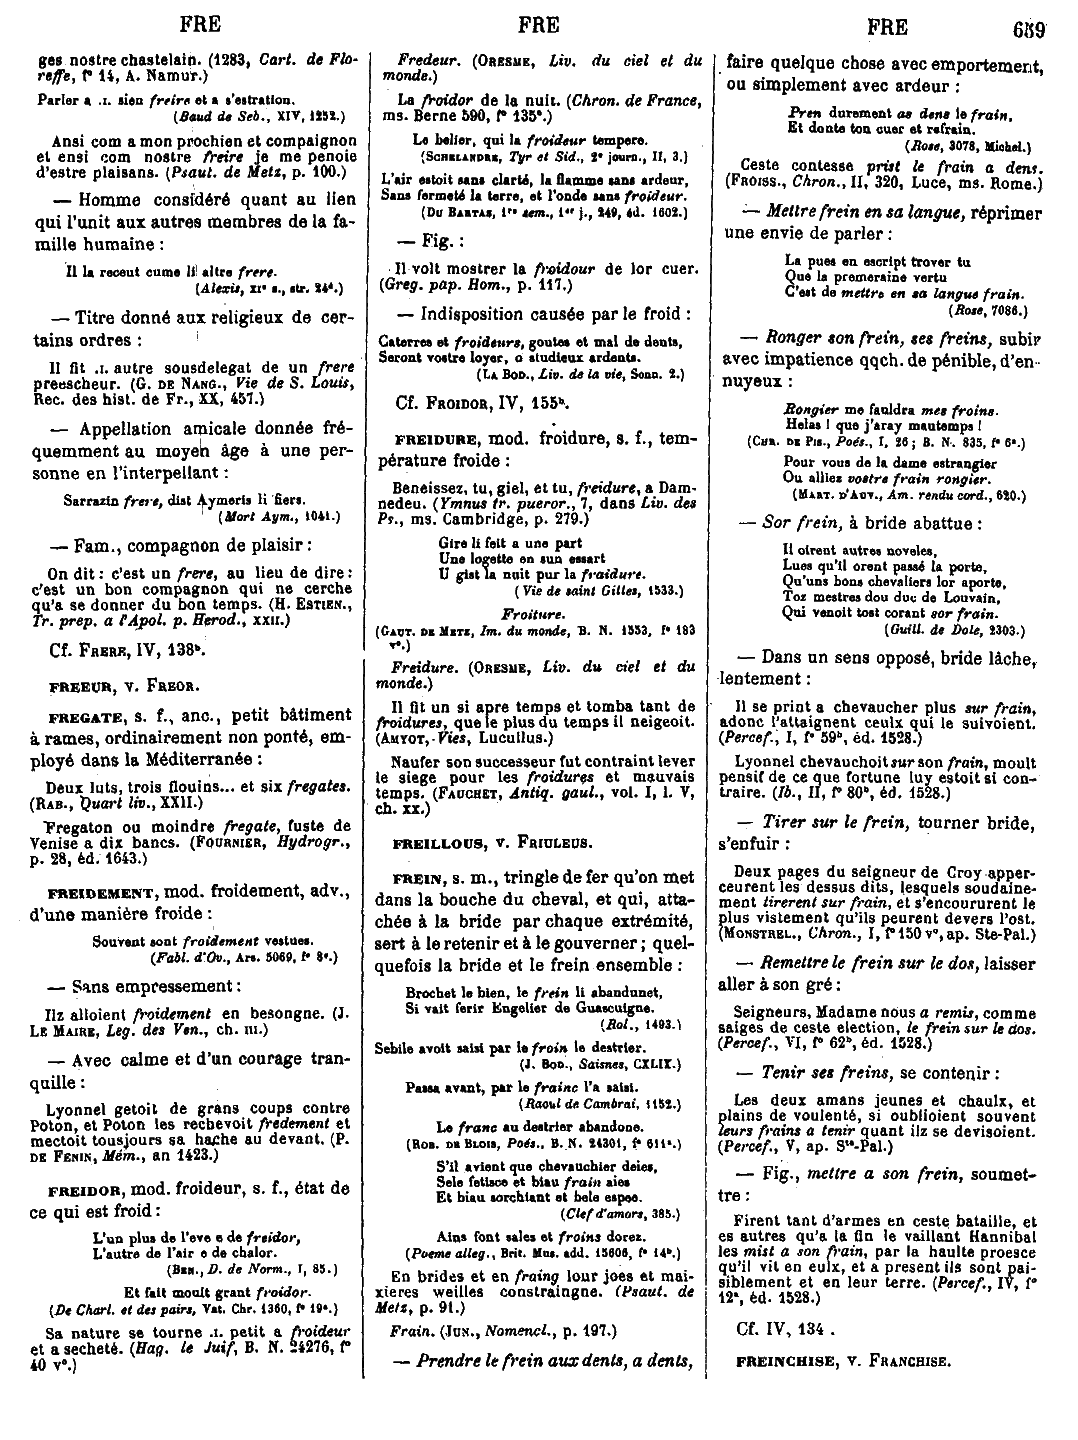 FRE
FRE
FRE
659
ges nostre chastelain. (1283, Cart. de Flo-
reffe, f° 14, A. Namur.)
Parler a .I. sien freire et a s'estration.
(Baud de Seb., XIV, 1252.)
Ansi com a mon prochien et compaignon
et ensi com nostre freire je me penoie
d'estre plaisans. (Psaut. de Metz, p. 100.)
— Homme considéré quant au lien
qui l'unit aux autres membres de la fa-
mille humaine :
Il la receut cume li altre frere.
(Alexis, XI° s., str. 24d.)
— Titre donné aux religieux de cer-
tains ordres :
Il fit .I. autre sousdelegat de un frere
preescheur. (G. DE NANG., Vie de S. Louis,
Rec. des hist. de Fr., XX, 457.)
— Appellation amicale donnée fré-
quemment au moyen âge à une per-
sonne en l'interpellant :
Sarrazin frere, dist Aymeris li fiers.
(Mort Aym., 1041.)
— Fam., compagnon de plaisir :
On dit : c'est un frere, au lieu de dire :
c'est un bon compagnon qui ne cerche
qu'a se donner du bon temps. (H. ESTIEN.,
Tr. prep. a l'Apol. p. Herod., XXII.)
Cf. FRERE, IV, 138b.
FREEUR, v. FREOR.
FREGATE, s. f., anc., petit bâtiment
à rames, ordinairement non ponté, em-
ployé dans la Méditerranée :
Deux luts, trois flouins... et six fregates.
(RAB., Quart liv., XXII.)
Fregaton ou moindre fregate, fuste de
Venise a dix bancs. (FOURNIER, Hydrogr.,
p. 28, éd. 1643.)
FREIDEMENT, mod. froidement, adv.,
d'une manière froide :
Souvent sont froidement vestues.
(Fabl. d'Ov., Ars. 5069, f° 8c.)
— Sans empressement :
Ilz alloient froidement en besongne. (J.
LE MAIRE, Leg. des Ven., ch. III.)
— Avec calme et d'un courage tran-
quille :
Lyonnel getoit de grans coups contre
Poton, et Poton les recbevoit fredement et
mectoit tousjours sa hache au devant. (P.
DE FENIN, Mém., an 1423.)
FREIDOR, mod. froideur, s. f., état de
ce qui est froid :
L'un plus de l'eve e de freidor,
L'autre de l'air e de chalor.
(BEN., D. de Norm., I, 85.)
Et fait moult grant froidor.
(De Charl. et des pairs, Vat. Chr. 1360, f° 19c.)
Sa nature se tourne .I. petit a froideur
et a secheté. (Hag. le Juif, B. N. 24276, f°
40 v°.)
Fredeur. (ORESME, Liv. du ciel et du
monde.)
La froidor de la nuit. (Chron. de France,
ms. Berne 590, f° 135c.)
Le belier, qui la froideur tempere.
(SCHELANDRE, Tyr et Sid., 2° journ., II, 3.)
L'air estoit sans clarté, la flamme sans ardeur,
Sans fermeté la terre, et l'onde sans froideur.
(DU BARTAS, 1re sem., 1er j., 249, éd. 1602.)
— Fig. :
Il volt mostrer la froidour de lor cuer.
(Greg. pap. Hom., p. 117.)
— Indisposition causée par le froid :
Caterres et froideurs, goutes et mal de dents,
Seront vostre loyer, o studieux ardents.
(LA BOD., Liv. de la vie, Sonn. 2.)
Cf. FROIDOR, IV, 155b.
FREIDURE, mod. froidure, s. f., tem-
pérature froide :
Beneissez, tu, giel, et tu, freidure, a Dam-
nedeu. (Ymnus tr. pueror., 7, dans Liv. des
Ps., ms. Cambridge, p. 279.)
Gire li feit a une part
Une logette en sun essart
U gist la nuit pur la fraidure.
(Vie de saint Gilles, 1533.)
Froiture.
(GAUT. DE METZ, Im. du monde, B. N. 1553, f° 183
v°.)
Freidure. (ORESME, Liv. du ciel et du
monde.)
Il fit un si apre temps et tomba tant de
froidures, que le plus du temps il neigeoit.
(AMYOT, Vies, Lucullus.)
Naufer son successeur fut contraint lever
le siege pour les froidures et mauvais
temps. (FAUCHET, Antiq. gaul., vol. I, l. V,
ch. XX.)
FREILLOUS, v. FRIULEUS.
FREIN, s. m., tringle de fer qu'on met
dans la bouche du cheval, et qui, atta-
chée à la bride par chaque extrémité,
sert à le retenir et à le gouverner ; quel-
quefois la bride et le frein ensemble :
Brochet le bien, le frein li abandunet,
Si vait ferir Engelier de Guascuigne.
(Rol., 1493.)
Sebile avoit saisi par le froin le destrier.
(J. BOD., Saisnes, CXLIX.)
Passa avant, par le frainc l'a saisi.
(Raoul de Cambrai, 1152.)
Le franc au destrier abandone.
(ROB. DE BLOIS, Poés., B. N. 24301, f° 611a.)
S'il avient que chevauchier deies,
Sele fetisce et biau frain aies
Et biau sorchiant et bele espee.
(Clef d'amors, 385.)
Ains font sales et froins dorez.
(Poeme alleg., Brit. Mus. add. 15606, f° 14b.)
En brides et en fraing lour joes et mai-
xieres weilles constraingne. (Psaut. de
Metz, p. 91.)
Frain. (JUN., Nomencl., p. 197.)
— Prendre le frein aux dents, a dents,
faire quelque chose avec emportement,
ou simplement avec ardeur :
Pren durement as dens le frain,
Et donte ton cuer et refrain.
(Rose, 3078, Michel.)
Ceste contesse prist le frain a dens.
(FROISS., Chron., II, 320, Luce, ms. Rome.)
— Mettre frein en sa langue, réprimer
une envie de parler :
La pues en escript trover tu
Que la premeraine vertu
C'est de mettre en sa langue frain.
(Rose, 7086.)
— Ronger son frein, ses freins, subir
avec impatience qqch. de pénible, d'en-
nuyeux :
Rongier me fauldra mes froins.
Helas ! que j'aray mautemps !
(CHR. DE PIS., Poés., I, 26 ; B. N. 835, f° 6c.)
Pour vous de la dame estrangier
Ou alliez vostre frain rongier.
(MART. D'AUV., Am. rendu cord., 620.)
— Sor frein, à bride abattue :
Il oirent autres noveles,
Lues qu'il orent passé la porte,
Qu'uns bons chevaliers lor aporte,
Toz mestres dou duc de Louvain,
Qui venoit tost corant sor frain.
(Guill. de Dole, 2303.)
— Dans un sens opposé, bride lâche,
lentement :
Il se print a chevaucher plus sur frain,
adonc l'attaignent ceulx qui le suivoient.
(Percef., I, f° 59b, éd. 1528.)
Lyonnel chevauchoit sur son frain, moult
pensif de ce que fortune luy estoit si con-
traire. (Ib., II, f° 80b, éd. 1528.)
— Tirer sur le frein, tourner bride,
s'enfuir :
Deux pages du seigneur de Croy apper-
ceurent les dessus dits, lesquels soudaine-
ment tirerent sur frain, et s'encoururent le
plus vistement qu'ils peurent devers l'ost.
(MONSTREL., Chron., I, f° 150 v°, ap. Ste-Pal.)
— Remettre le frein sur le dos, laisser
aller à son gré :
Seigneurs, Madame nous a remis, comme
saiges de ceste election, le frein sur le dos.
(Percef., VI, f° 62b, éd. 1528.)
— Tenir ses freins, se contenir :
Les deux amans jeunes et chaulx, et
plains de voulenté, si oublioient souvent
leurs frains a tenir quant ilz se devisoient.
(Percef., V, ap. Ste-Pal.)
— Fig., mettre a son frein, soumet-
tre :
Firent tant d'armes en ceste bataille, et
es autres qu'a la fin le vaillant Hannibal
les mist a son frain, par la haulte proesce
qu'il vit en eulx, et a present ils sont pai-
siblement et en leur terre. (Percef., IV, f°
12a, éd. 1528.)
Cf. IV, 134 .
FREINCHISE, v. FRANCHISE.